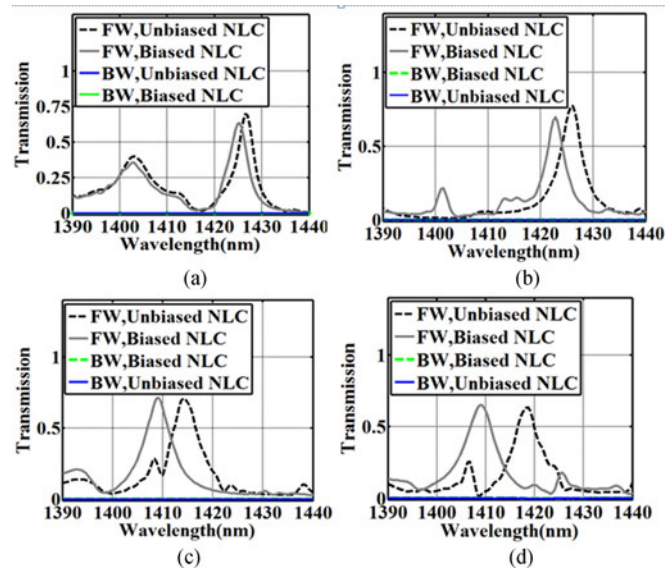 FW,Unbiased NLC
FW,Biased NLC
BW,Unbiased NLC
BW,Biased NLC
Transmission
1
0.75
0.5
0.25
0
1390 1400 1410 1420 1430 1440
Wavelength(nm)
(a)
FW,Unbiased NLC
FW,Biased NLC
BW,Biased NLC
BW,Unbiased NLC
Transmission
1
0.5
0
1390 1400 1410 1420 1430 1440
Wavelength(nm)
(b)
FW,Unbiased NLC
FW,Biased NLC
BW,Biased NLC
BW,Unbiased NLC
Transmission
1
0.5
0
1390 1400 1410 1420 1430 1440
Wavelength(nm)
(c)
FW,Unbiased NLC
FW,Biased NLC
BW,Biased NLC
BW,Unbiased NLC
Transmission
1
0.5
0
1390 1400 1410 1420 1430 1440
Wavelength(nm)
(d)